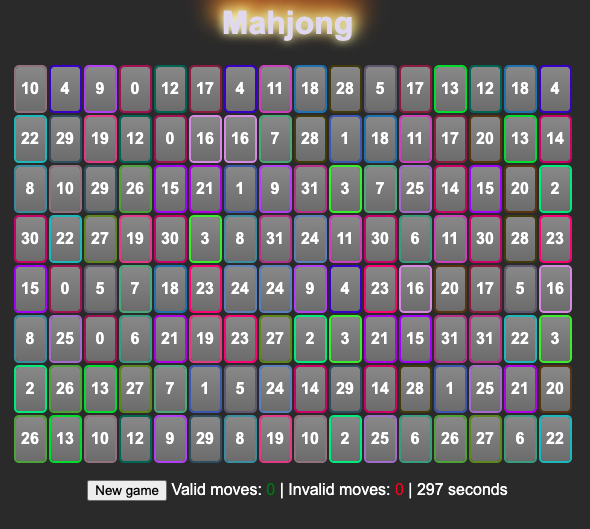 Mahjong
10 4 9 0 12 17 4 11 18 28 5 17 13 12 18 4
22 29 19 12 0 16 16 7 28 1 18 11 17 20 13 14
8 10 29 26 15 21 1 9 31 3 7 25 14 15 20 2
30 22 27 19 30 3 8 31 24 11 30 6 11 30 28 23
15 0 5 7 18 23 24 24 9 4 23 16 20 17 5 16
8 25 0 6 21 19 23 27 2 3 21 15 31 31 22 3
2 26 13 27 7 1 5 24 14 29 14 28 1 25 21 20
26 13 10 12 9 29 8 19 10 2 25 6 26 27 6 22
New game Valid moves: 0 | Invalid moves: 0 | 297 seconds